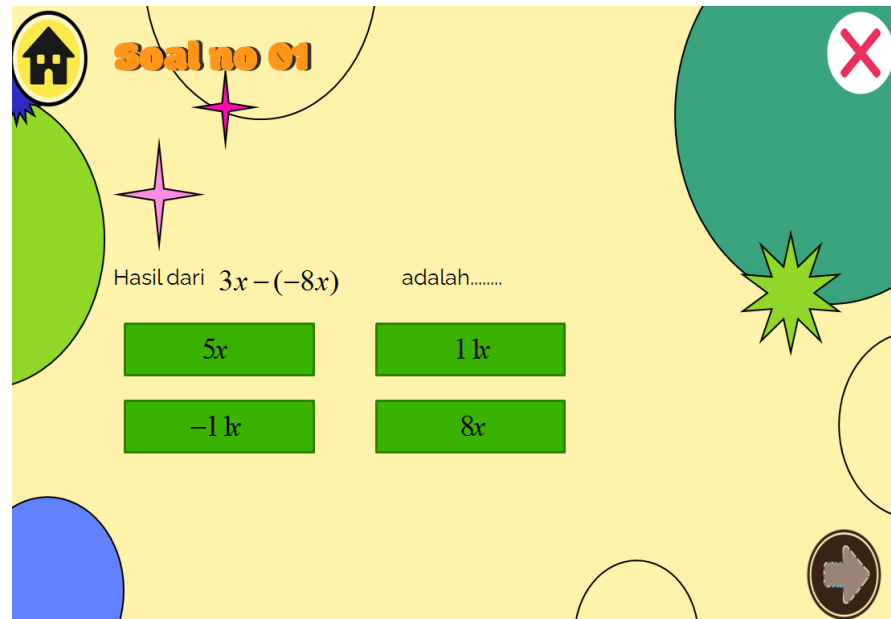 Soal no 01
Hasil dari 3x – (–8x) adalah........
5x
11x
–11x
8x